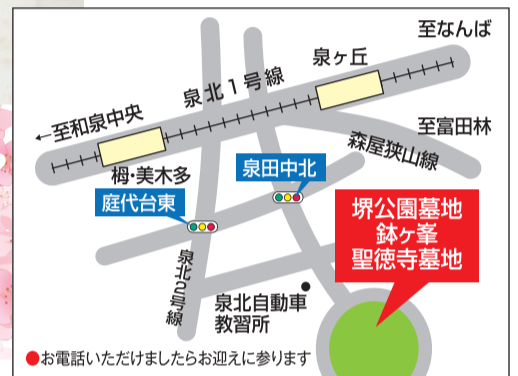 至なんば
泉ヶ丘
泉北1号線
←至和泉中央
至富田林
森屋狭山線
栂・美木多
泉田中北
庭代台東
堺公園墓地
鉢ヶ峯
聖徳寺墓地
泉北2号線
泉北自動車
教習所
●お電話いただけましたらお迎えに参ります